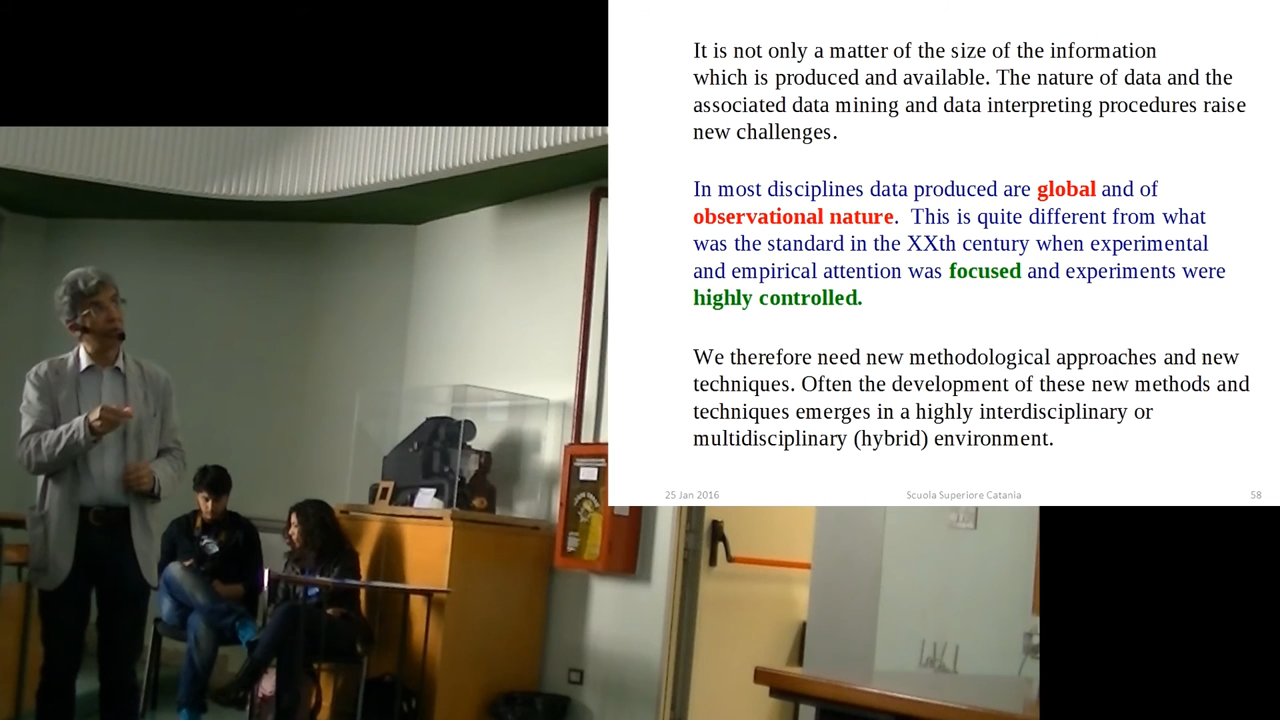 It is not only a matter of the size of the information
which is produced and available. The nature of data and the
associated data mining and data interpreting procedures raise
new challenges.
In most disciplines data produced are global and of
observational nature.  This is quite different from what
was the standard in the XXth century when experimental
and empirical attention was focused and experiments were
highly controlled.
We therefore need new methodological approaches and new
techniques. Often the development of these new methods and
techniques emerges in a highly interdisciplinary or
multidisciplinary (hybrid) environment.
25 Jan 2016
Scuola Superiore Catania
58